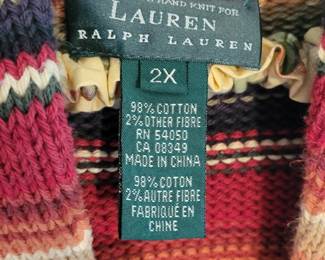 HAND KNIT FOR
LAUREN
RALPH LAUREN
2X
98% COTTON
2% OTHER FIBRE
RN 54050
CA 08349
MADE IN CHINA
98% COTON
2% AUTRE FIBRE
FABRIQUÉ EN
CHINE